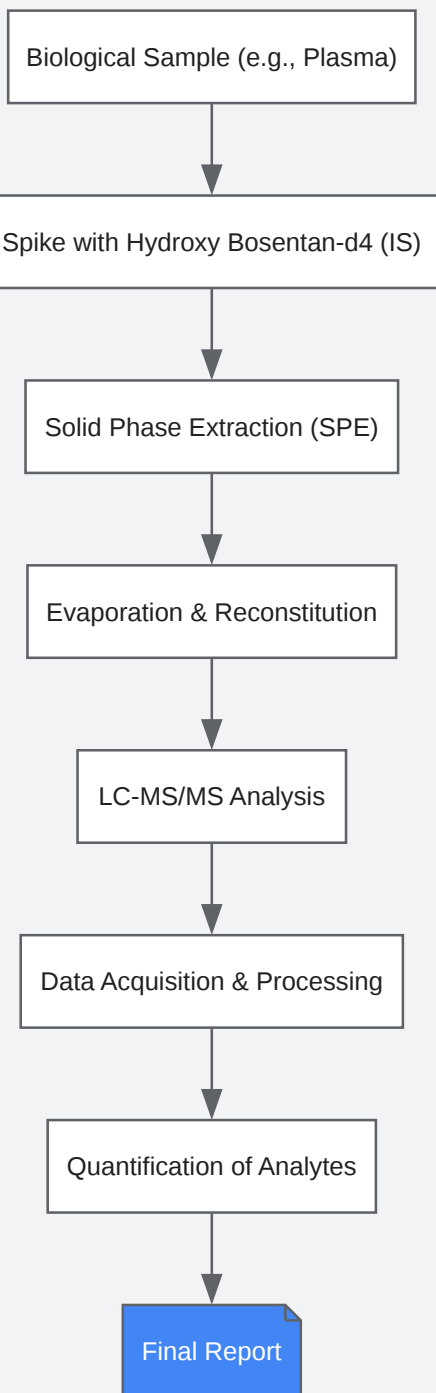 Biological Sample (e.g., Plasma)
Spike with Hydroxy Bosentan-d4 (IS)
Solid Phase Extraction (SPE)
Evaporation & Reconstitution
LC-MS/MS Analysis
Data Acquisition & Processing
Quantification of Analytes
Final Report